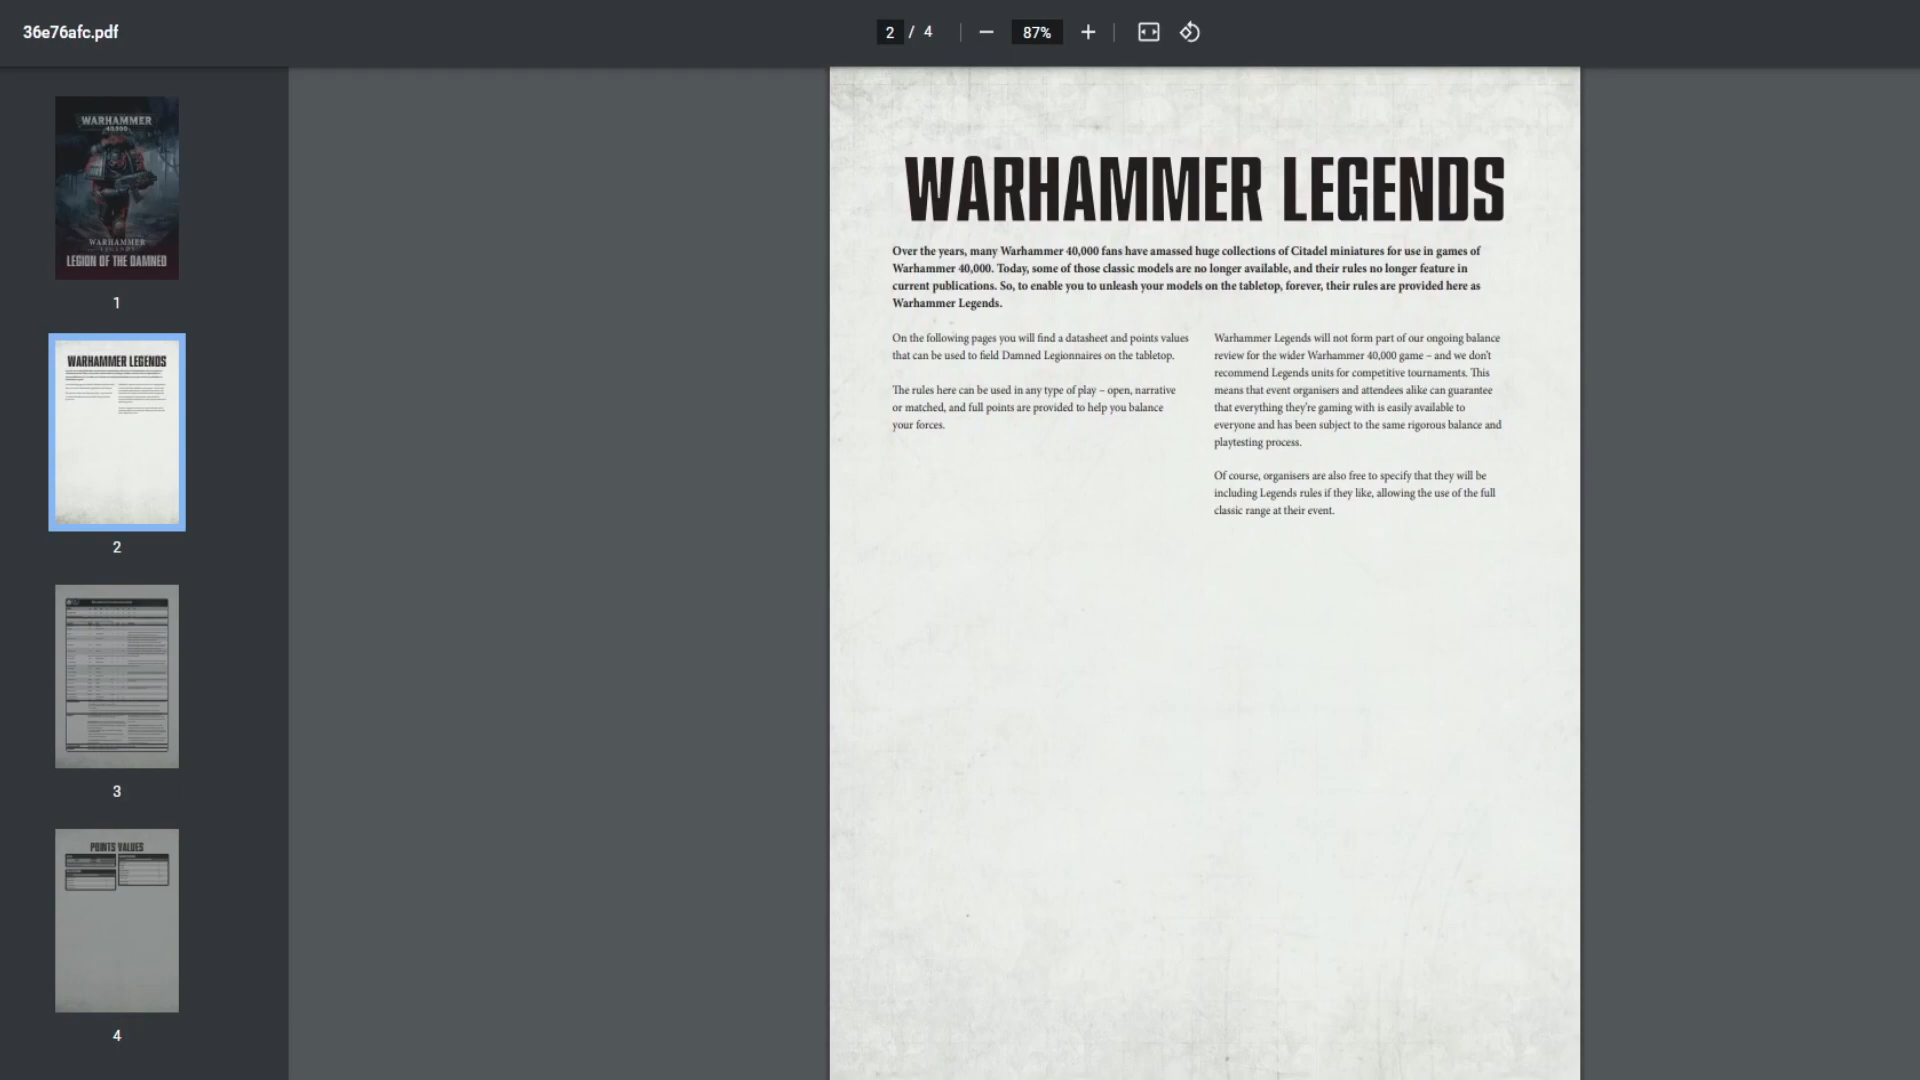 36e76afc.pdf
2 / 4
87%
WARHAMMER
40,000
WARHAMMER
LEGENDS
LEGION OF THE DAMNED
1
WARHAMMER LEGENDS
2
3
POINTS VALUES
4
WARHAMMER LEGENDS
Over the years, many Warhammer 40,000 fans have amassed huge collections of Citadel miniatures for use in games of
Warhammer 40,000. Today, some of those classic models are no longer available, and their rules no longer feature in
current publications. So, to enable you to unleash your models on the tabletop, forever, their rules are provided here as
Warhammer Legends.
On the following pages you will find a datasheet and points values
that can be used to field Damned Legionnaires on the tabletop.
The rules here can be used in any type of play – open, narrative
or matched, and full points are provided to help you balance
your forces.
Warhammer Legends will not form part of our ongoing balance
review for the wider Warhammer 40,000 game – and we don't
recommend Legends units for competitive tournaments. This
means that event organisers and attendees alike can guarantee
that everything they're gaming with is easily available to
everyone and has been subject to the same rigorous balance and
playtesting process.
Of course, organisers are also free to specify that they will be
including Legends rules if they like, allowing the use of the full
classic range at their event.